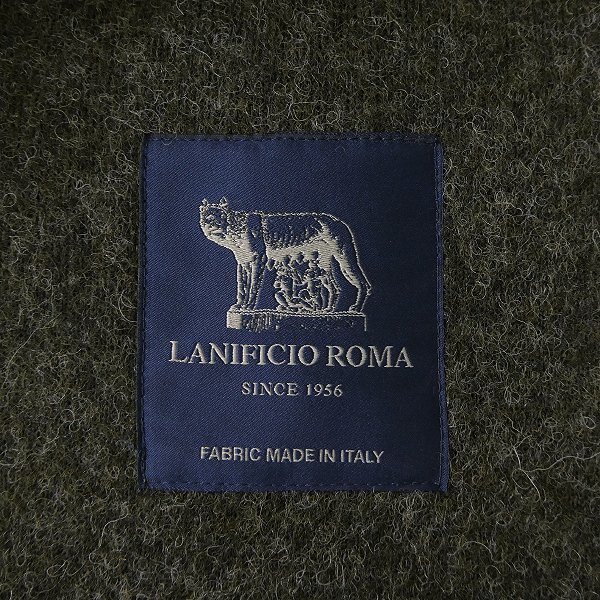 LANIFICIO ROMA
SINCE 1956
FABRIC MADE IN ITALY